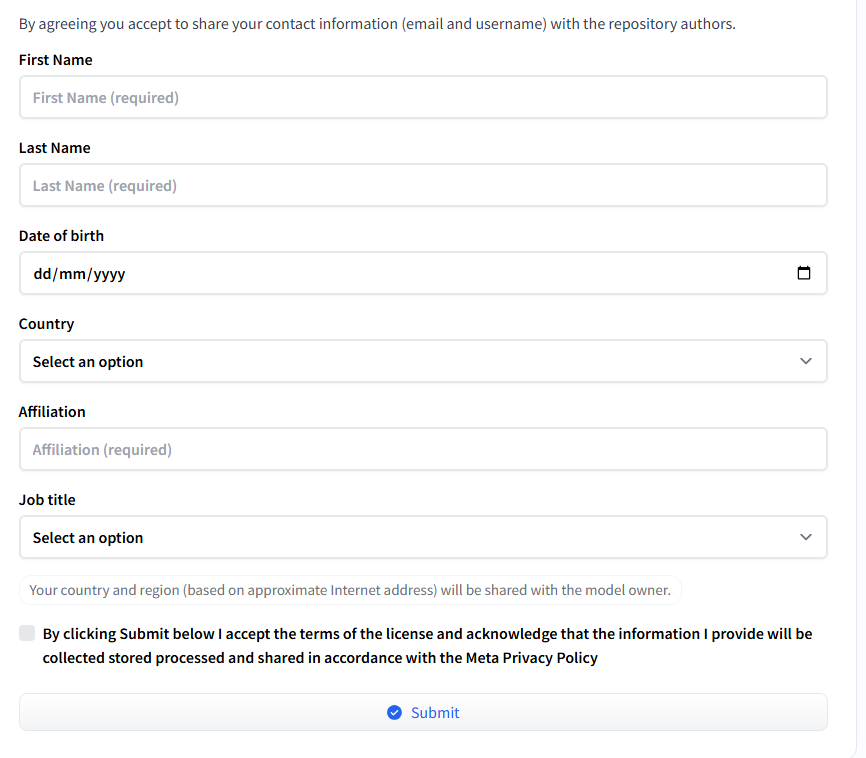 By agreeing you accept to share your contact information (email and username) with the repository authors.
First Name
First Name (required)
Last Name
Last Name (required)
Date of birth
dd/mm/yyyy
Country
Select an option
Affiliation
Affiliation (required)
Job title
Select an option
Your country and region (based on approximate Internet address) will be shared with the model owner.
By clicking Submit below I accept the terms of the license and acknowledge that the information I provide will be
collected stored processed and shared in accordance with the Meta Privacy Policy
Submit